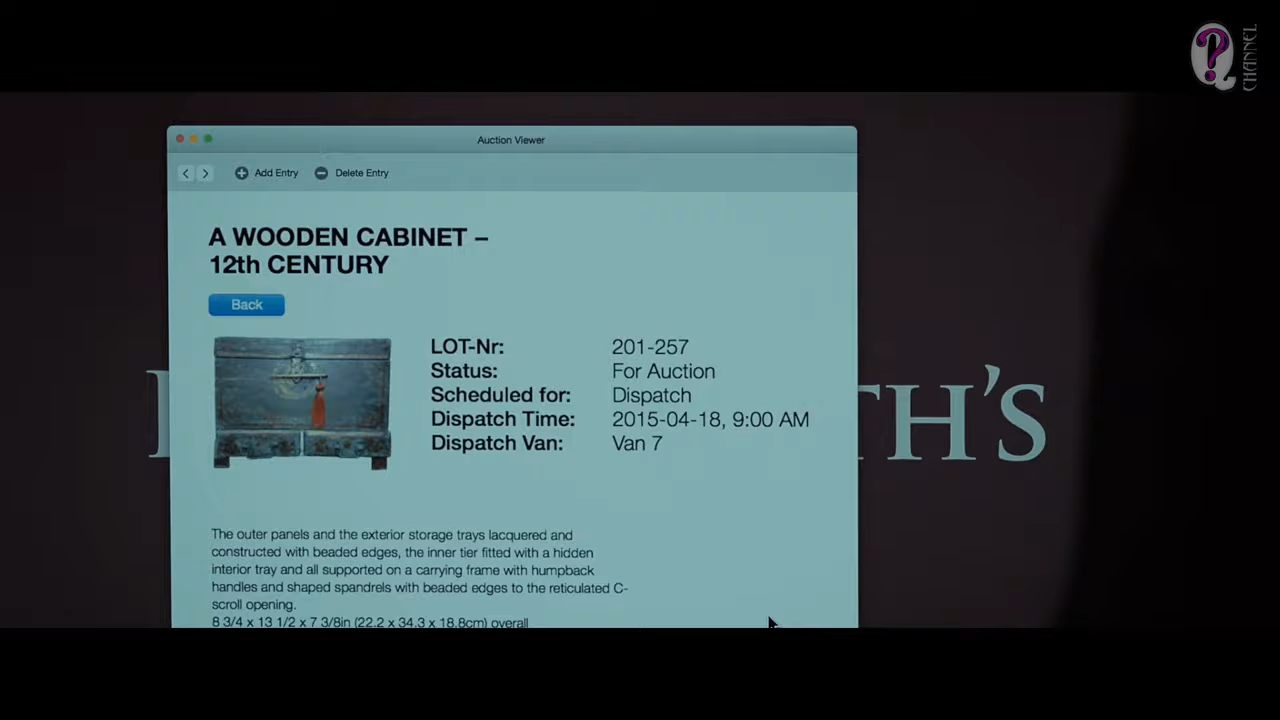 ? CHANNEL
Auction Viewer
Add Entry
Delete Entry
A WOODEN CABINET –
12th CENTURY
Back
LOT-Nr: 201-257
Status: For Auction
Scheduled for: Dispatch
Dispatch Time: 2015-04-18, 9:00 AM
Dispatch Van: Van 7
TH'S
The outer panels and the exterior storage trays lacquered and
constructed with beaded edges, the inner tier fitted with a hidden
interior tray and all supported on a carrying frame with humpback
handles and shaped spandrels with beaded edges to the reticulated C-
scroll opening.
8 3/4 x 13 1/2 x 7 3/8in (22.2 x 34.3 x 18.8cm) overall